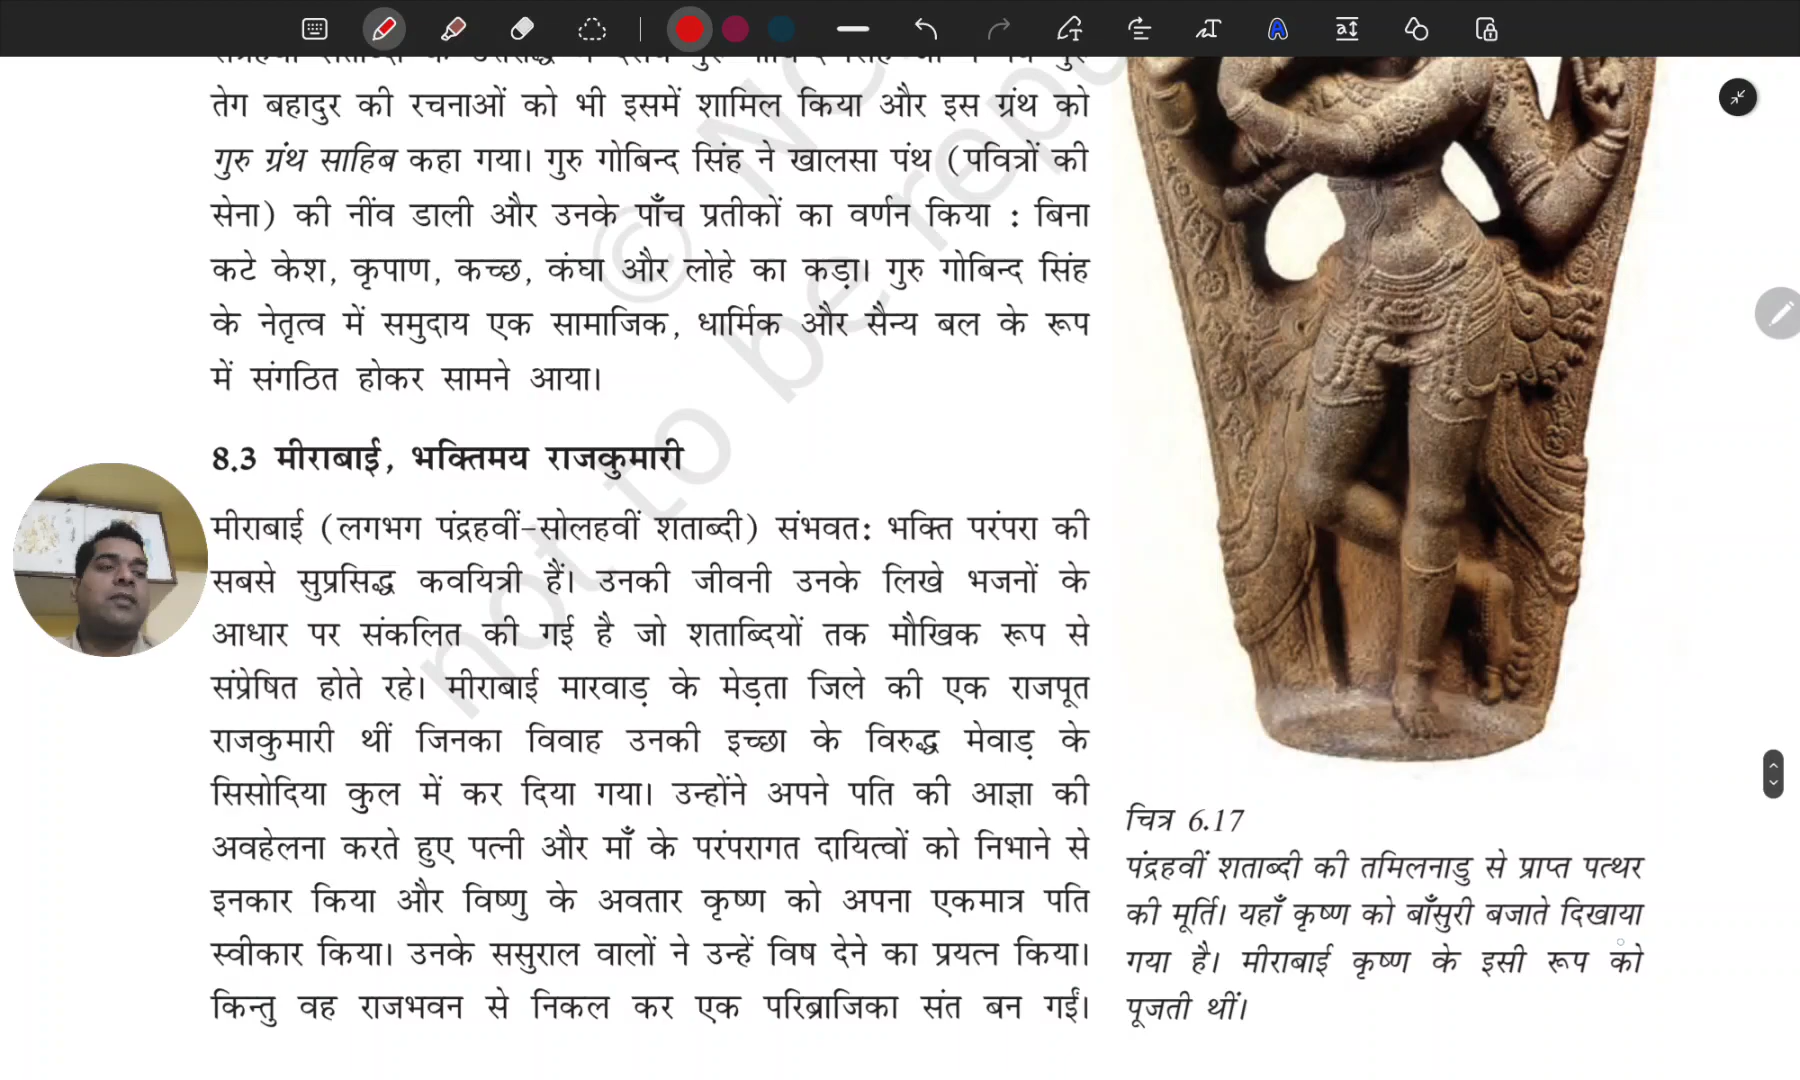 तेग बहादुर की रचनाओं को भी इसमें शामिल किया और इस ग्रंथ को
गुरु ग्रंथ साहिब कहा गया। गुरु गोबिन्द सिंह ने खालसा पंथ (पवित्रों की
सेना) की नींव डाली और उनके पाँच प्रतीकों का वर्णन किया : बिना
कटे केश, कृपाण, कच्छ, कंघा और लोहे का कड़ा। गुरु गोबिन्द सिंह
के नेतृत्व में समुदाय एक सामाजिक, धार्मिक और सैन्य बल के रूप
में संगठित होकर सामने आया।
8.3 मीराबाई, भक्तिमय राजकुमारी
मीराबाई (लगभग पंद्रहवीं-सोलहवीं शताब्दी) संभवत: भक्ति परंपरा की
सबसे सुप्रसिद्ध कवयित्री हैं। उनकी जीवनी उनके लिखे भजनों के
आधार पर संकलित की गई है जो शताब्दियों तक मौखिक रूप से
संप्रेषित होते रहे। मीराबाई मारवाड़ के मेड़ता जिले की एक राजपूत
राजकुमारी थीं जिनका विवाह उनकी इच्छा के विरुद्ध मेवाड़ के
सिसोदिया कुल में कर दिया गया। उन्होंने अपने पति की आज्ञा की
अवहेलना करते हुए पत्नी और माँ के परंपरागत दायित्वों को निभाने से
इनकार किया और विष्णु के अवतार कृष्ण को अपना एकमात्र पति
स्वीकार किया। उनके ससुराल वालों ने उन्हें विष देने का प्रयत्न किया।
किन्तु वह राजभवन से निकल कर एक परिब्राजिका संत बन गईं।
चित्र 6.17
पंद्रहवीं शताब्दी की तमिलनाडु से प्राप्त पत्थर
की मूर्ति। यहाँ कृष्ण को बाँसुरी बजाते दिखाया
गया है। मीराबाई कृष्ण के इसी रूप को
पूजती थीं।
© NC
not to be repu